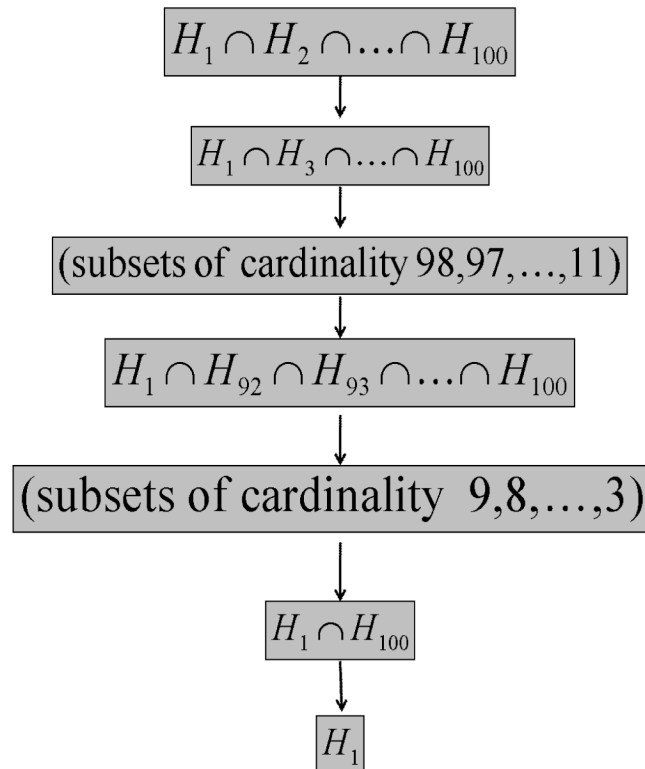 H₁ ∩ H₂ ∩ … ∩ H₁₀₀
H₁ ∩ H₃ ∩ … ∩ H₁₀₀
(subsets of cardinality 98,97,…,11)
H₁ ∩ H₉₂ ∩ H₉₃ ∩ … ∩ H₁₀₀
(subsets of cardinality 9,8,…,3)
H₁ ∩ H₁₀₀
H₁